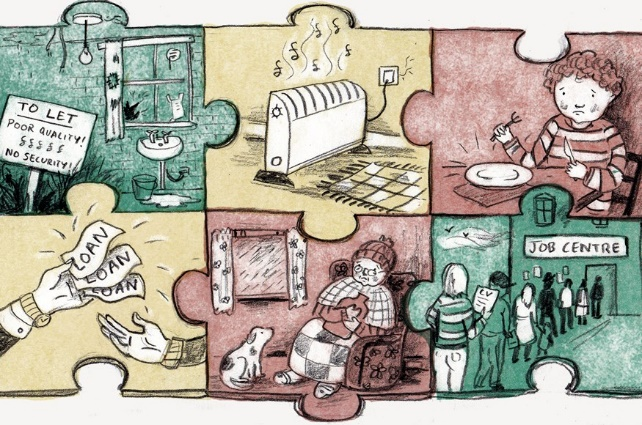 TO LET
POOR QUALITY!
£ £ £ £ £
NO SECURITY!
LOAN
LOAN
LOAN
JOB CENTRE
CV